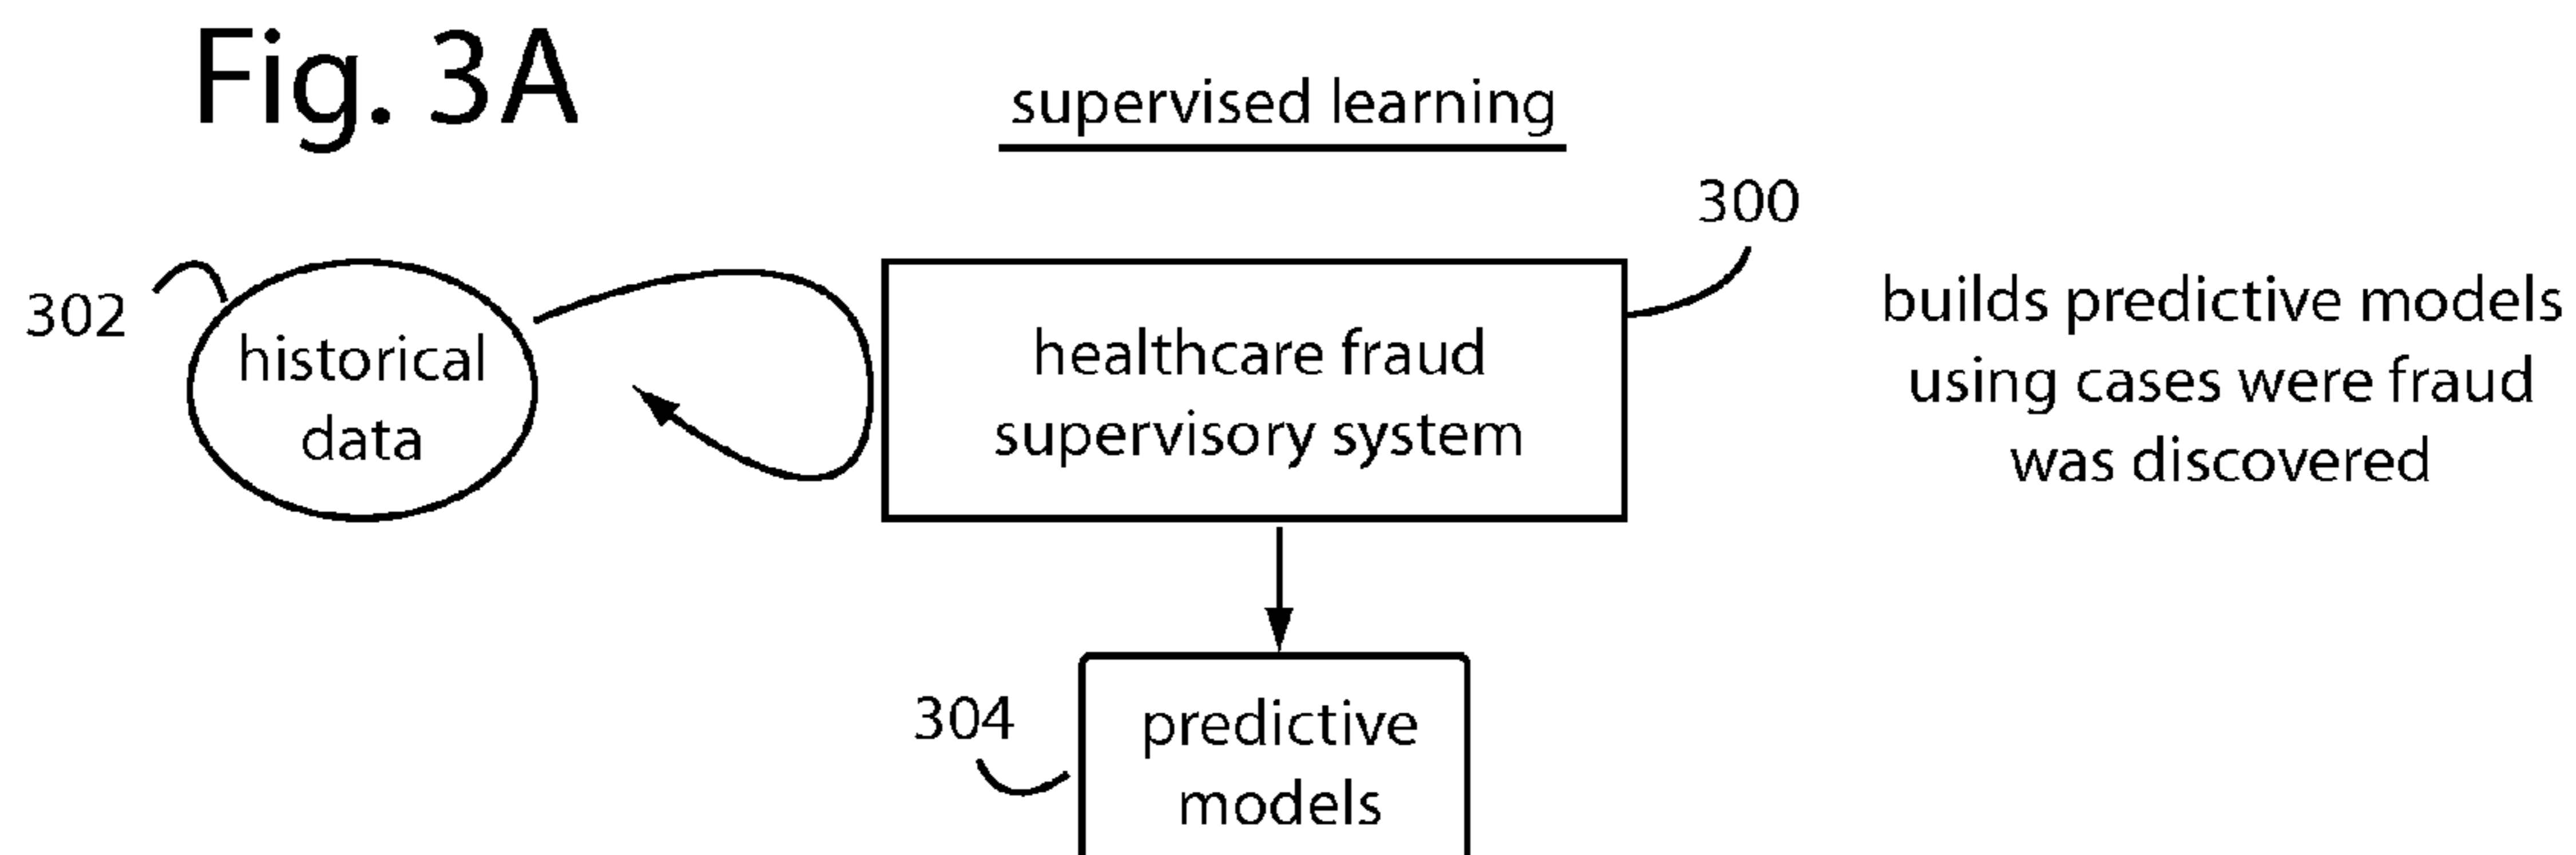 Fig. 3A
supervised learning
300
302
historical
data
healthcare fraud
supervisory system
builds predictive models
using cases were fraud
was discovered
304
predictive
models